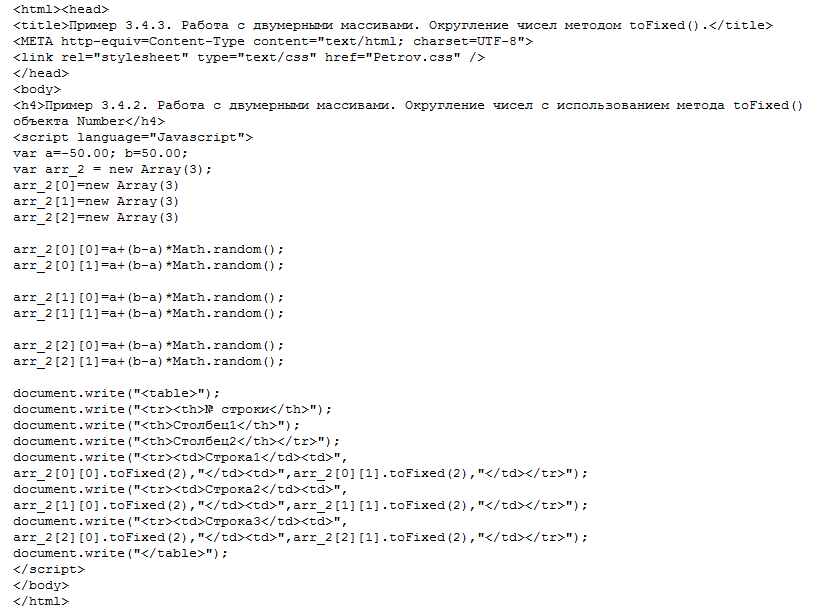 <html><head>
<title>Пример 3.4.3. Работа с двумерными массивами. Округление чисел методом toFixed().</title>
<META http-equiv=Content-Type content="text/html; charset=UTF-8">
<link rel="stylesheet" type="text/css" href="Petrov.css" />
</head>
<body>
<h4>Пример 3.4.2. Работа с двумерными массивами. Округление чисел с использованием метода toFixed()
объекта Number</h4>
<script language="Javascript">
var a=-50.00; b=50.00;
var arr_2 = new Array(3);
arr_2[0]=new Array(3)
arr_2[1]=new Array(3)
arr_2[2]=new Array(3)

arr_2[0][0]=a+(b-a)*Math.random();
arr_2[0][1]=a+(b-a)*Math.random();

arr_2[1][0]=a+(b-a)*Math.random();
arr_2[1][1]=a+(b-a)*Math.random();

arr_2[2][0]=a+(b-a)*Math.random();
arr_2[2][1]=a+(b-a)*Math.random();

document.write("<table>");
document.write("<tr><th>№ строки</th>");
document.write("<th>Столбец1</th>");
document.write("<th>Столбец2</th></tr>");
document.write("<tr><td>Строка1</td><td>",
arr_2[0][0].toFixed(2),"</td><td>",arr_2[0][1].toFixed(2),"</td></tr>");
document.write("<tr><td>Строка2</td><td>",
arr_2[1][0].toFixed(2),"</td><td>",arr_2[1][1].toFixed(2),"</td></tr>");
document.write("<tr><td>Строка3</td><td>",
arr_2[2][0].toFixed(2),"</td><td>",arr_2[2][1].toFixed(2),"</td></tr>");
document.write("</table>");
</script>
</body>
</html>